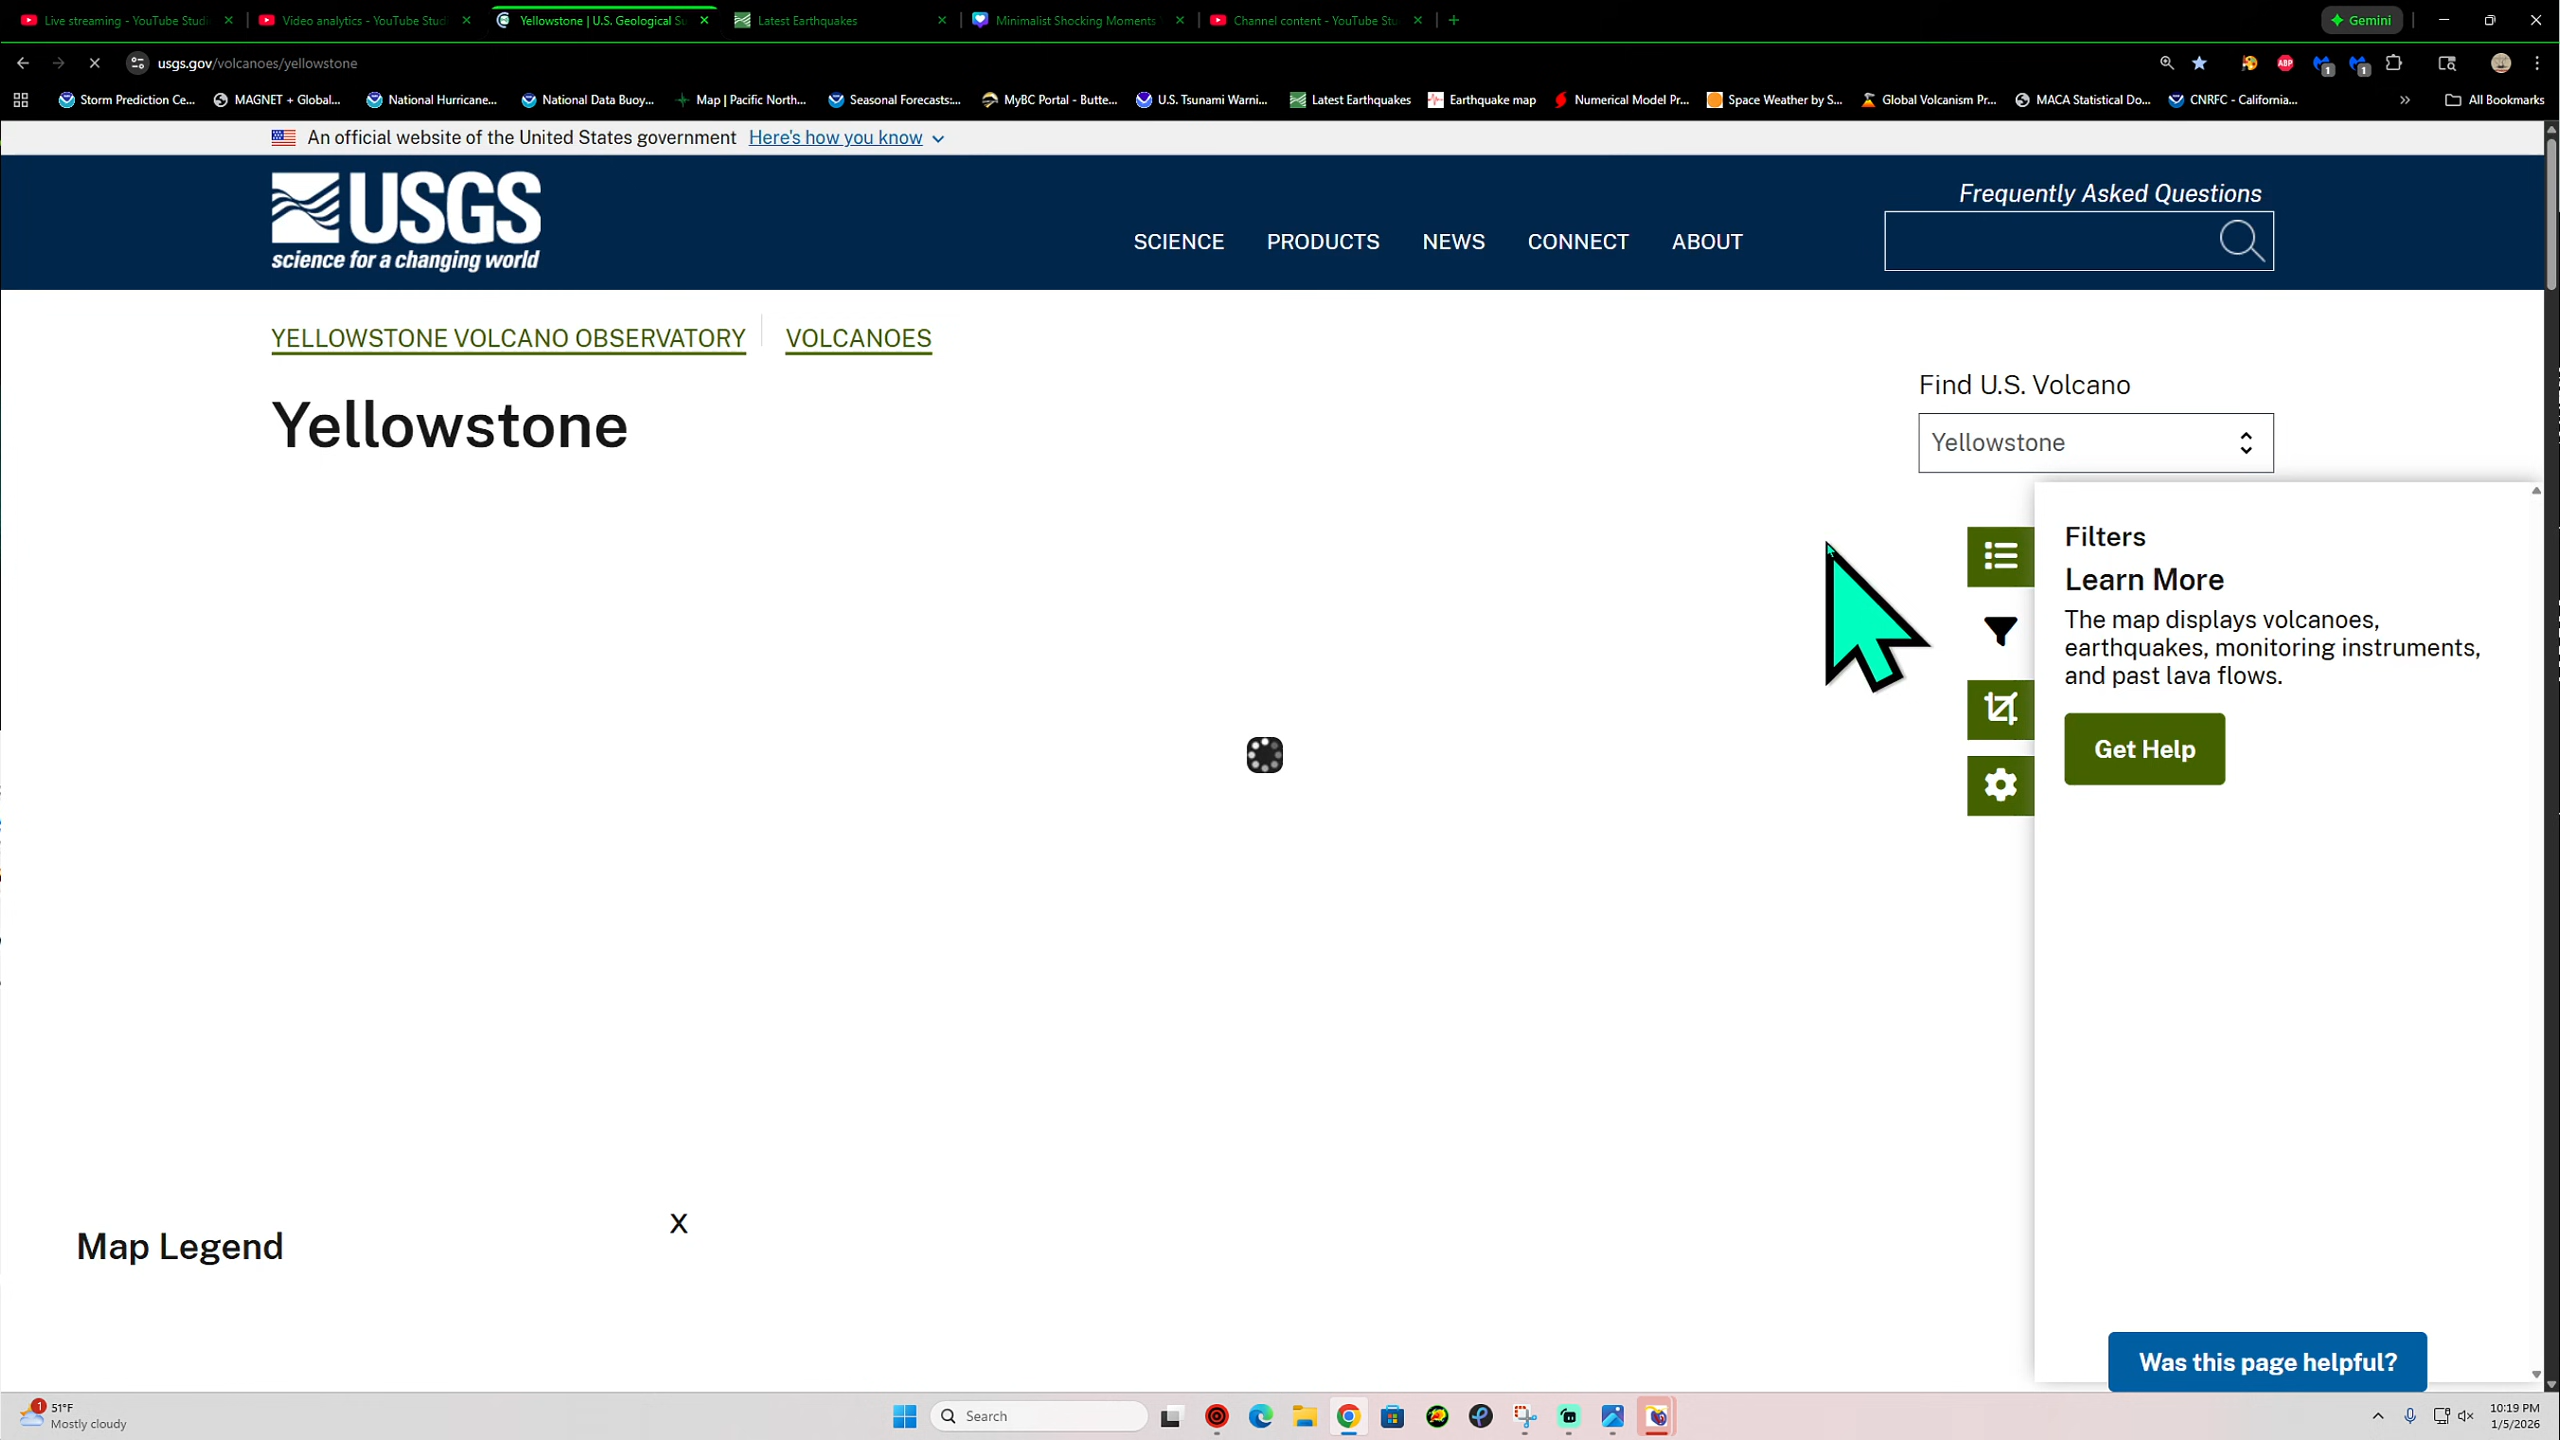 Live streaming - YouTube Studi
Video analytics - YouTube Studi
Yellowstone | U.S. Geological Su
Latest Earthquakes
Minimalist Shocking Moments
Channel content - YouTube Stu
Gemini
usgs.gov/volcanoes/yellowstone
ABP
1
1
Storm Prediction Ce...
MAGNET + Global...
National Hurricane...
National Data Buoy...
Map | Pacific North...
Seasonal Forecasts:...
MyBC Portal - Butte...
U.S. Tsunami Warni...
Latest Earthquakes
Earthquake map
Numerical Model Pr...
Space Weather by S...
Global Volcanism Pr...
MACA Statistical Do...
CNRFC - California...
All Bookmarks
An official website of the United States government Here's how you know
USGS
science for a changing world
SCIENCE
PRODUCTS
NEWS
CONNECT
ABOUT
Frequently Asked Questions
YELLOWSTONE VOLCANO OBSERVATORY
VOLCANOES
Yellowstone
Find U.S. Volcano
Yellowstone
Filters
Learn More
The map displays volcanoes,
earthquakes, monitoring instruments,
and past lava flows.
Get Help
X
Map Legend
Was this page helpful?
1
51°F
Mostly cloudy
Search
10:19 PM
1/5/2026